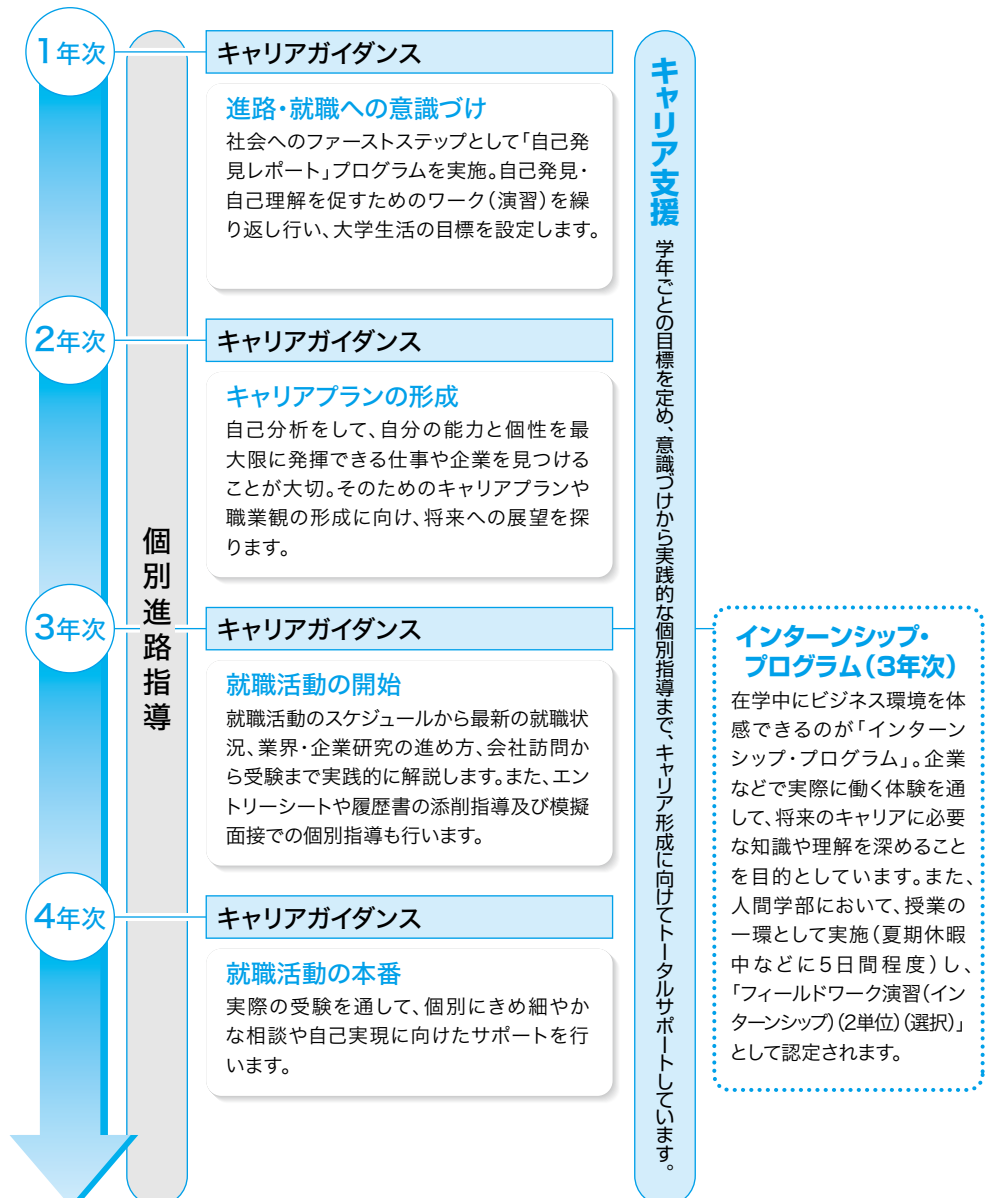 1年次
キャリアガイダンス
進路・就職への意識づけ
社会へのファーストステップとして「自己発
見レポート」プログラムを実施。自己発見・
自己理解を促すためのワーク(演習)を繰
り返し行い、大学生活の目標を設定します。
2年次
キャリアガイダンス
キャリアプランの形成
自己分析をして、自分の能力と個性を最
大限に発揮できる仕事や企業を見つける
ことが大切。そのためのキャリアプランや
職業観の形成に向け、将来への展望を探
ります。
3年次
キャリアガイダンス
就職活動の開始
就職活動のスケジュールから最新の就職状
況、業界・企業研究の進め方、会社訪問か
ら受験まで実践的に解説します。また、エン
トリーシートや履歴書の添削指導及び模擬
面接での個別指導も行います。
4年次
キャリアガイダンス
就職活動の本番
実際の受験を通して、個別にきめ細やか
な相談や自己実現に向けたサポートを行
います。
個別進路指導
キャリア支援 学年ごとの目標を定め、意識づけから実践的な個別指導まで、キャリア形成に向けてトータルサポートしています。
インターンシップ・
プログラム(3年次)
在学中にビジネス環境を体
感できるのが「インターン
シップ・プログラム」。企業
などで実際に働く体験を通
して、将来のキャリアに必要
な知識や理解を深めること
を目的としています。また、
人間学部において、授業の
一環として実施(夏期休暇
中などに5日間程度)し、
「フィールドワーク演習(イン
ターンシップ)(2単位)(選択)」
として認定されます。